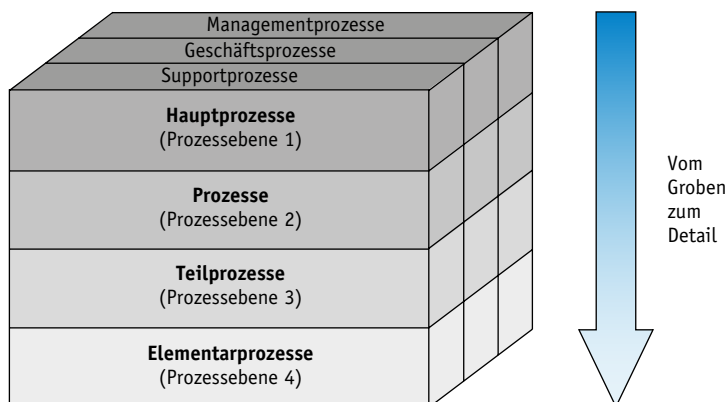 Managementprozesse
Geschäftsprozesse
Supportprozesse
Hauptprozesse
(Prozessebene 1)
Prozesse
(Prozessebene 2)
Teilprozesse
(Prozessebene 3)
Elementarprozesse
(Prozessebene 4)
Vom
Groben
zum
Detail